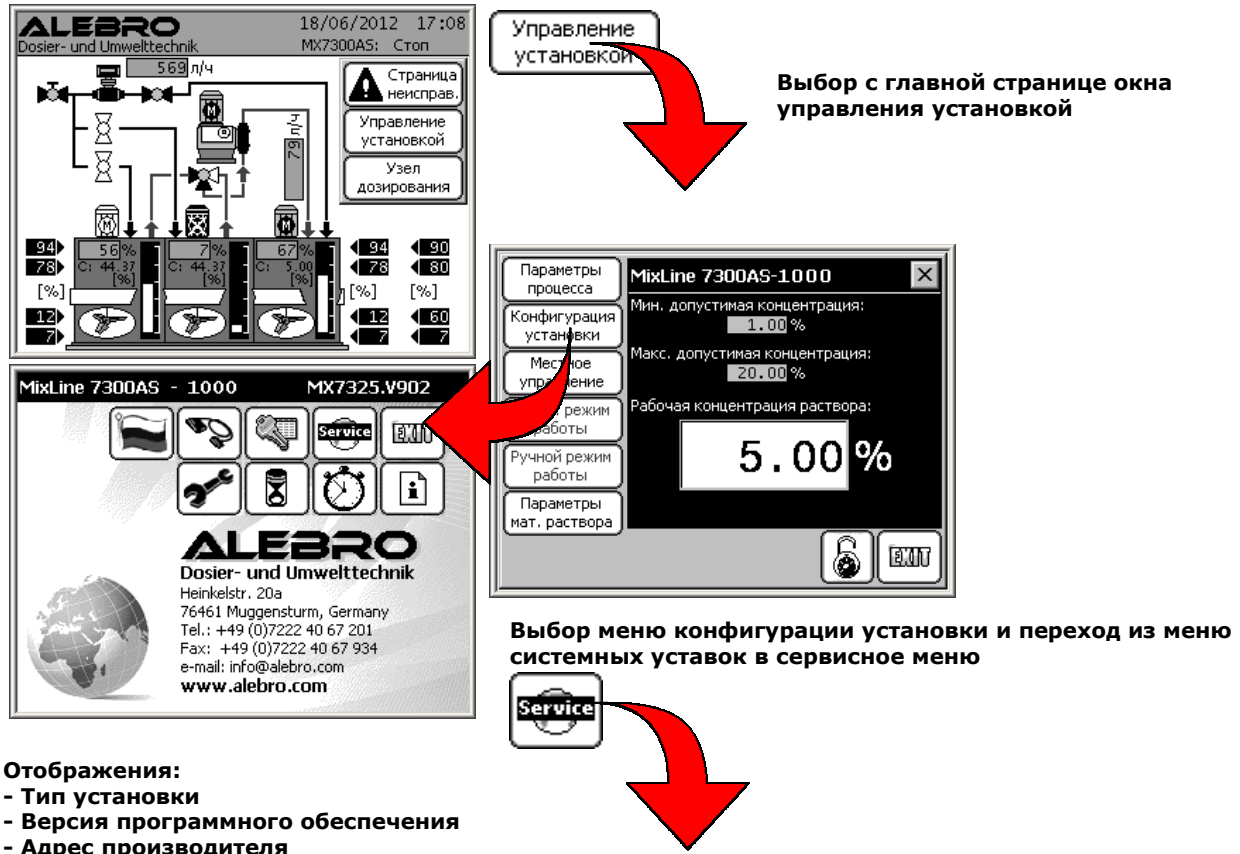 ALEBRO
Dosier- und Umwelttechnik
18/06/2012 17:08
MX7300AS: Стоп
569 л/ч
Страница
неисправ.
Управление
установкой
Узел
дозирования
79 л/ч
M
M
M
94
78
[%]
12
7
56%
C: 44.37
[%]
7%
C: 44.37
[%]
67%
C: 5.00
[%]
94
78
[%]
12
7
90
80
[%]
60
7
Управление
установкой
Выбор с главной странице окна
управления установкой
Параметры
процесса
Конфигурация
установки
Местное
управление
режим
работы
Ручной режим
работы
Параметры
мат. раствора
MixLine 7300AS-1000
Мин. допустимая концентрация:
1.00 %
Макс. допустимая концентрация:
20.00 %
Рабочая концентрация раствора:
5.00 %
EXIT
MixLine 7300AS - 1000 MX7325.V902
Service
EXIT
ALEBRO
Dosier- und Umwelttechnik
Heinkelstr. 20a
76461 Muggensturm, Germany
Tel.: +49 (0)7222 40 67 201
Fax: +49 (0)7222 40 67 934
e-mail: info@alebro.com
www.alebro.com
Выбор меню конфигурации установки и переход из меню
системных уставок в сервисное меню
Service
Отображения:
- Тип установки
- Версия программного обеспечения
- Адрес производителя